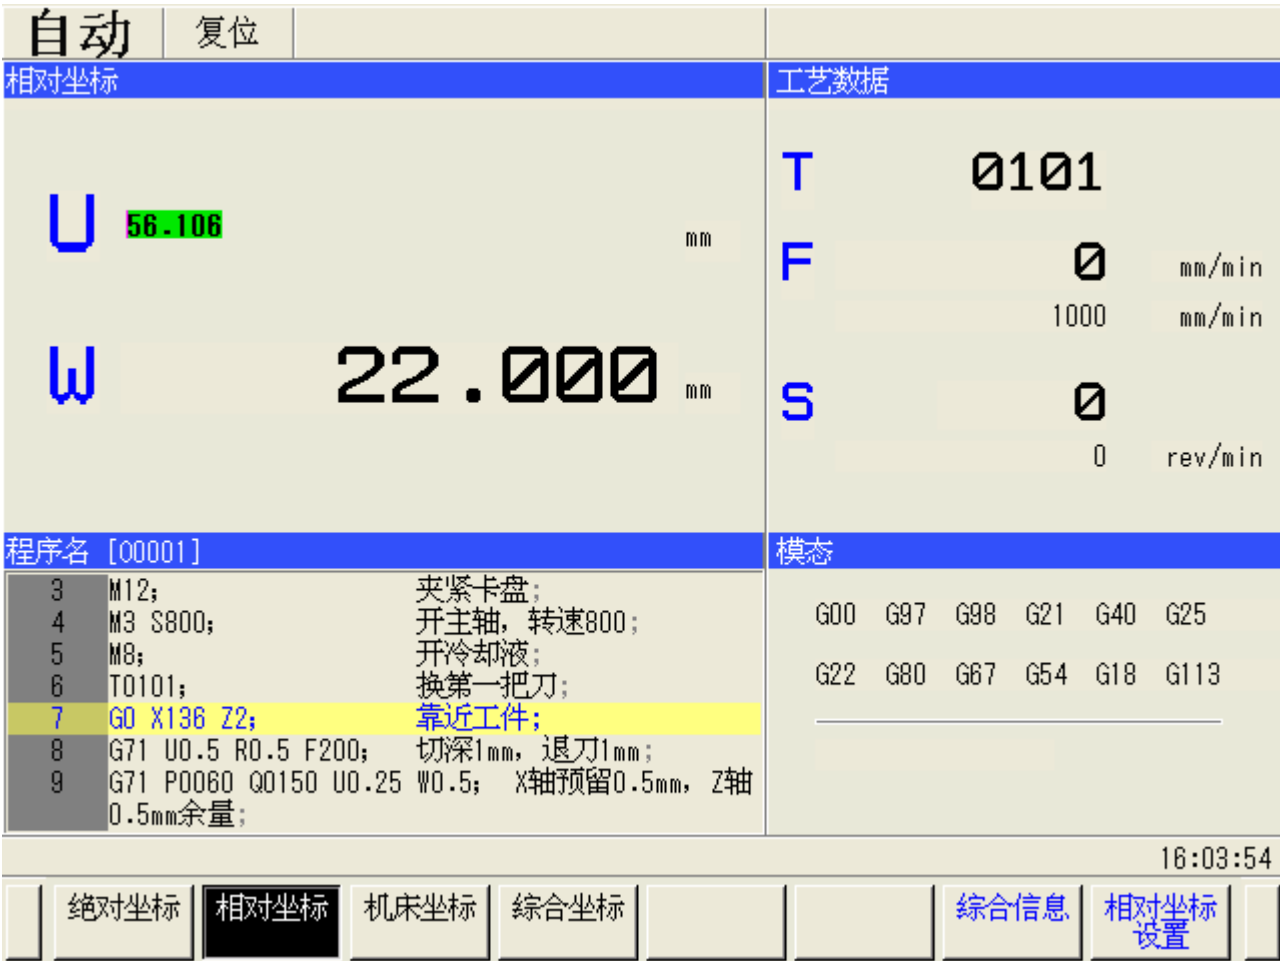 自动 复位
相对坐标
U 56.106 mm
W 22.000 mm
工艺数据
T 0101
F 0 mm/min
1000 mm/min
S 0
0 rev/min
程序名 [00001]
3 M12; 夹紧卡盘;
4 M3 S800; 开主轴, 转速800;
5 M8; 开冷却液;
6 T0101; 换第一把刀;
7 G0 X136 Z2; 靠近工件;
8 G71 U0.5 R0.5 F200; 切深1mm, 退刀1mm;
9 G71 P0060 Q0150 U0.25 W0.5; X轴预留0.5mm, Z轴
0.5mm余量;
模态
G00 G97 G98 G21 G40 G25
G22 G80 G67 G54 G18 G113
16:03:54
绝对坐标 相对坐标 机床坐标 综合坐标 综合信息 相对坐标
设置